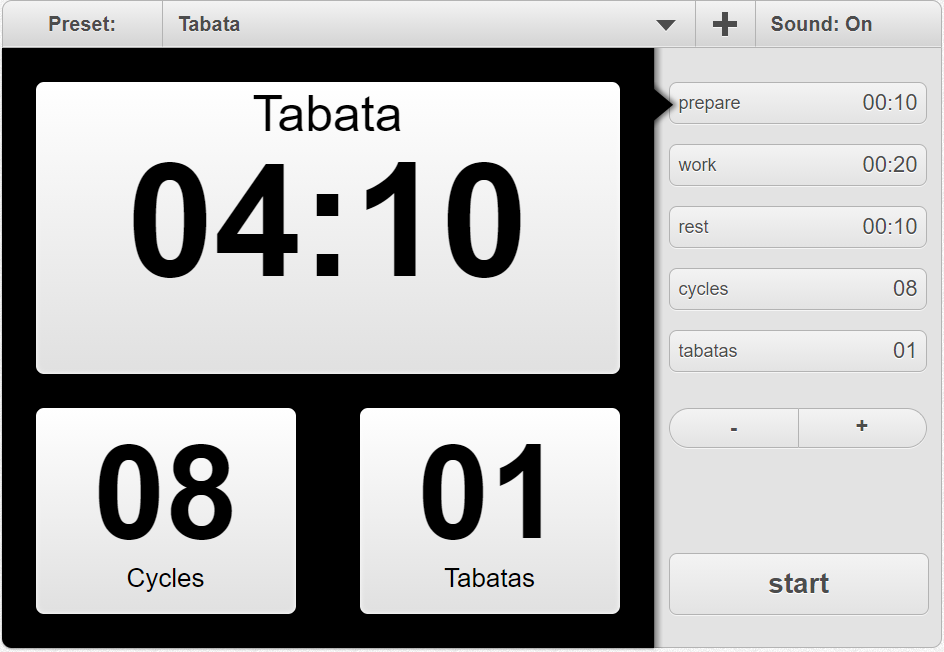 Preset: Tabata + Sound: On
Tabata
04:10
08
Cycles
01
Tabatas
prepare 00:10
work 00:20
rest 00:10
cycles 08
tabatas 01
- +
start